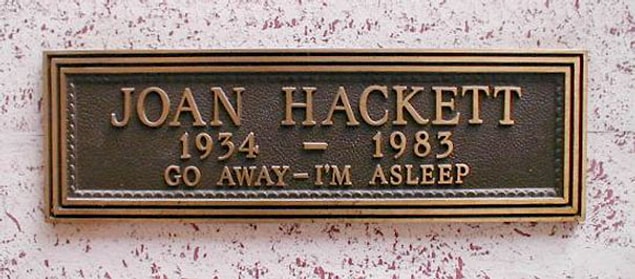 JOAN HACKETT
1934 – 1983
GO AWAY – I'M ASLEEP